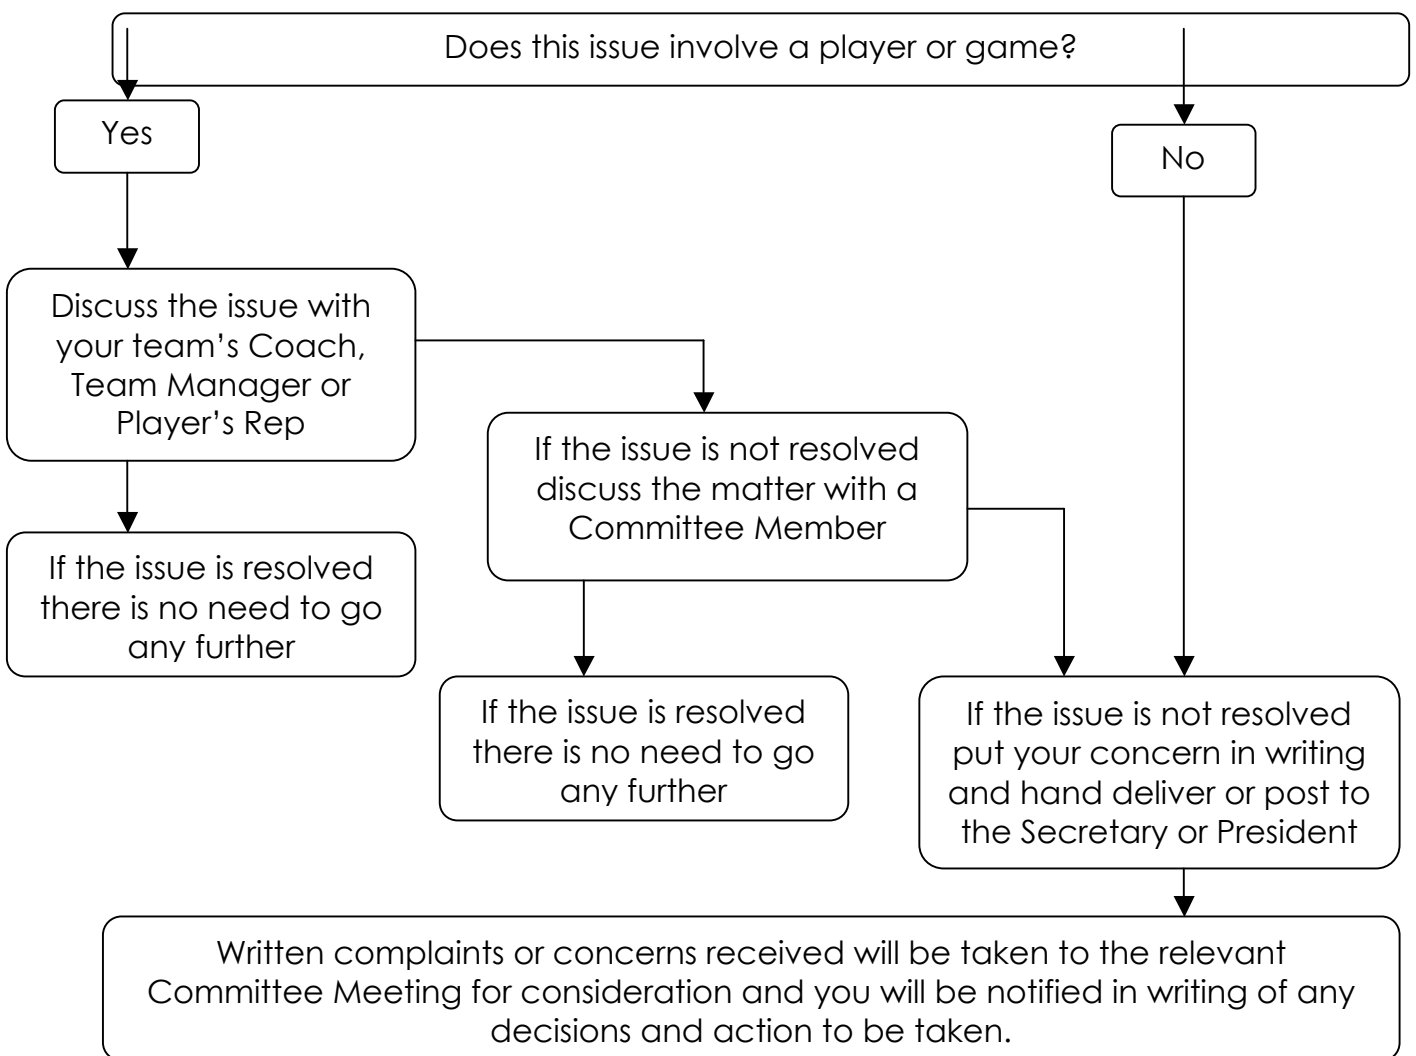 Does this issue involve a player or game?
Yes
No
Discuss the issue with
your team’s Coach,
Team Manager or
Player’s Rep
If the issue is not resolved
discuss the matter with a
Committee Member
If the issue is resolved
there is no need to go
any further
If the issue is resolved
there is no need to go
any further
If the issue is not resolved
put your concern in writing
and hand deliver or post to
the Secretary or President
Written complaints or concerns received will be taken to the relevant
Committee Meeting for consideration and you will be notified in writing of any
decisions and action to be taken.